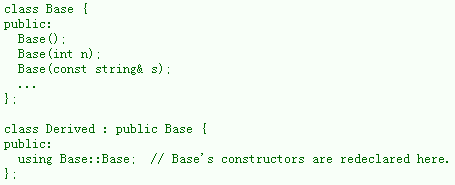 class Base {
public:
  Base();
  Base(int n);
  Base(const string& s);
  ...
};

class Derived : public Base {
public:
  using Base::Base;  // Base's constructors are redeclared here.
};